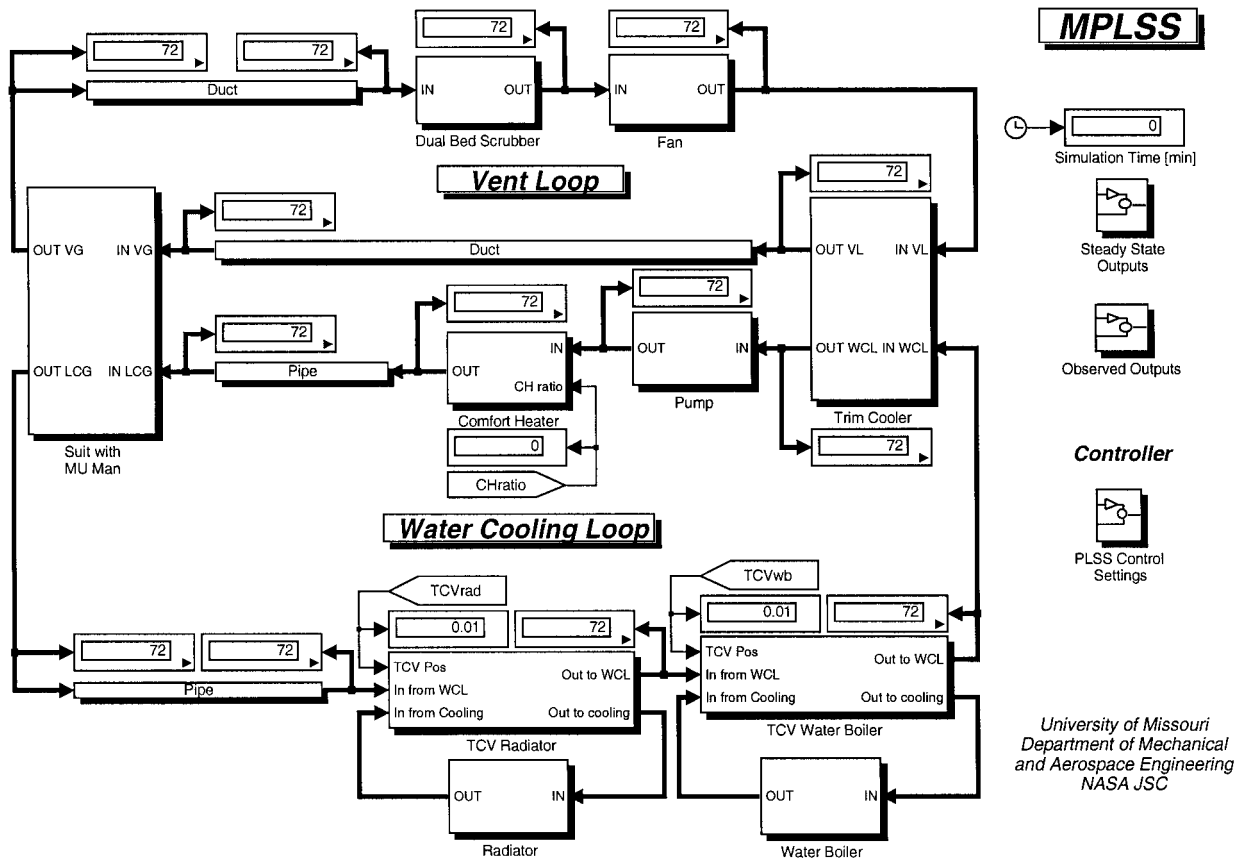 MPLSS
72
72
72
72
Duct
IN
OUT
IN
OUT
Dual Bed Scrubber
Fan
0
Simulation Time [min]
Vent Loop
72
72
OUT VG
IN VG
Duct
OUT VL
IN VL
Steady State
Outputs
72
72
72
OUT LCG
IN LCG
Pipe
OUT
IN
CH ratio
OUT
IN
OUT WCL
IN WCL
Observed Outputs
Comfort Heater
Pump
Trim Cooler
Suit with
MU Man
0
72
CHratio
Controller
PLSS Control
Settings
Water Cooling Loop
TCVrad
TCVwb
0.01
72
0.01
72
72
72
Pipe
TCV Pos
In from WCL
In from Cooling
Out to WCL
Out to cooling
TCV Radiator
TCV Pos
In from WCL
In from Cooling
Out to WCL
Out to cooling
TCV Water Boiler
OUT
IN
Radiator
OUT
IN
Water Boiler
University of Missouri
Department of Mechanical
and Aerospace Engineering
NASA JSC